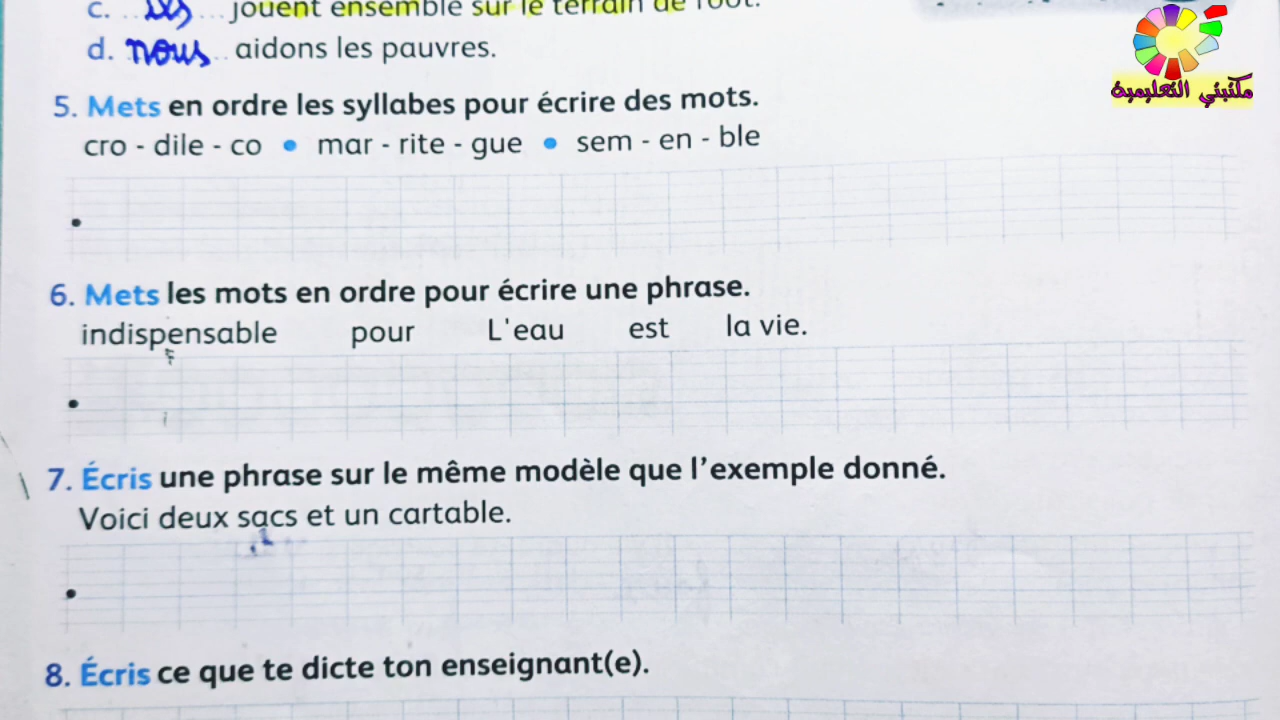 c. ... ils ... jouent ensemble sur le terrain de foot.
d. nous .. aidons les pauvres.
مكتبتي التعليمية
5. Mets en ordre les syllabes pour écrire des mots.
cro - dile - co • mar - rite - gue • sem - en - ble
•
6. Mets les mots en ordre pour écrire une phrase.
indispensable pour L'eau est la vie.
•
7. Écris une phrase sur le même modèle que l'exemple donné.
Voici deux sacs et un cartable.
•
8. Écris ce que te dicte ton enseignant(e).